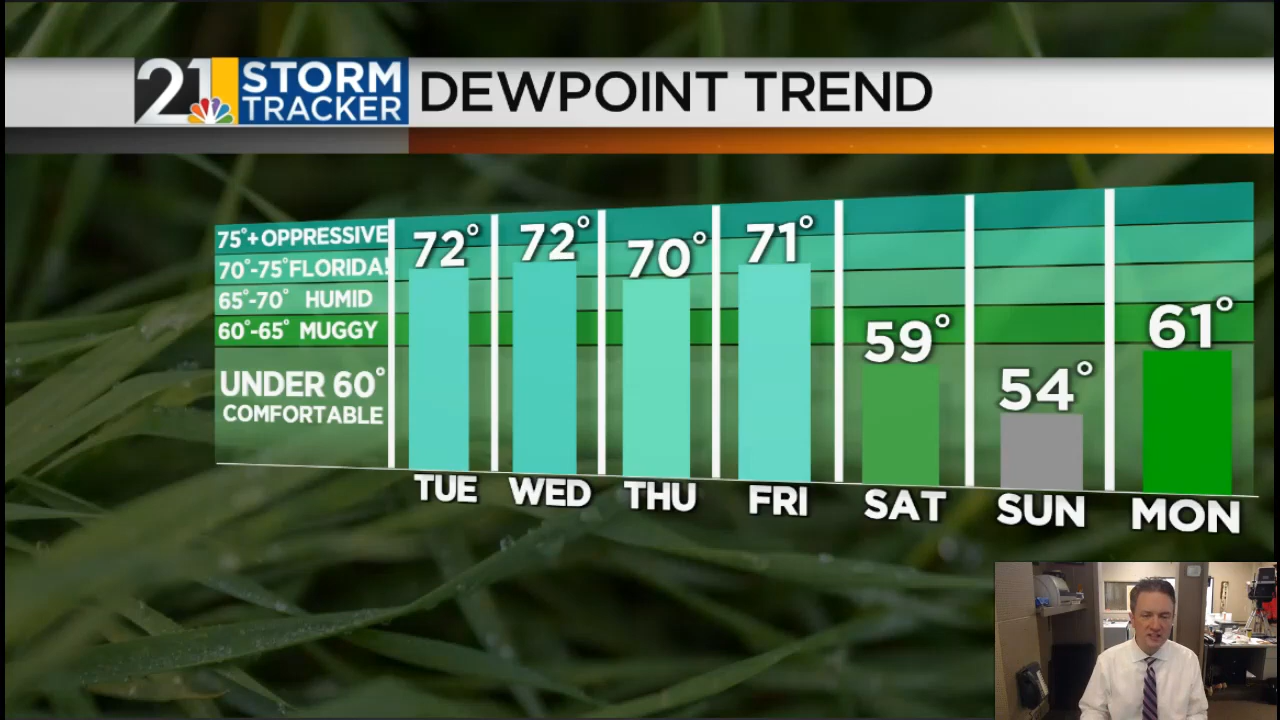 21 STORM TRACKER DEWPOINT TREND
75°+ OPPRESSIVE
70°-75° FLORIDA!
65°-70° HUMID
60°-65° MUGGY
UNDER 60°
COMFORTABLE
72° 72° 70° 71° 59° 54° 61°
TUE WED THU FRI SAT SUN MON